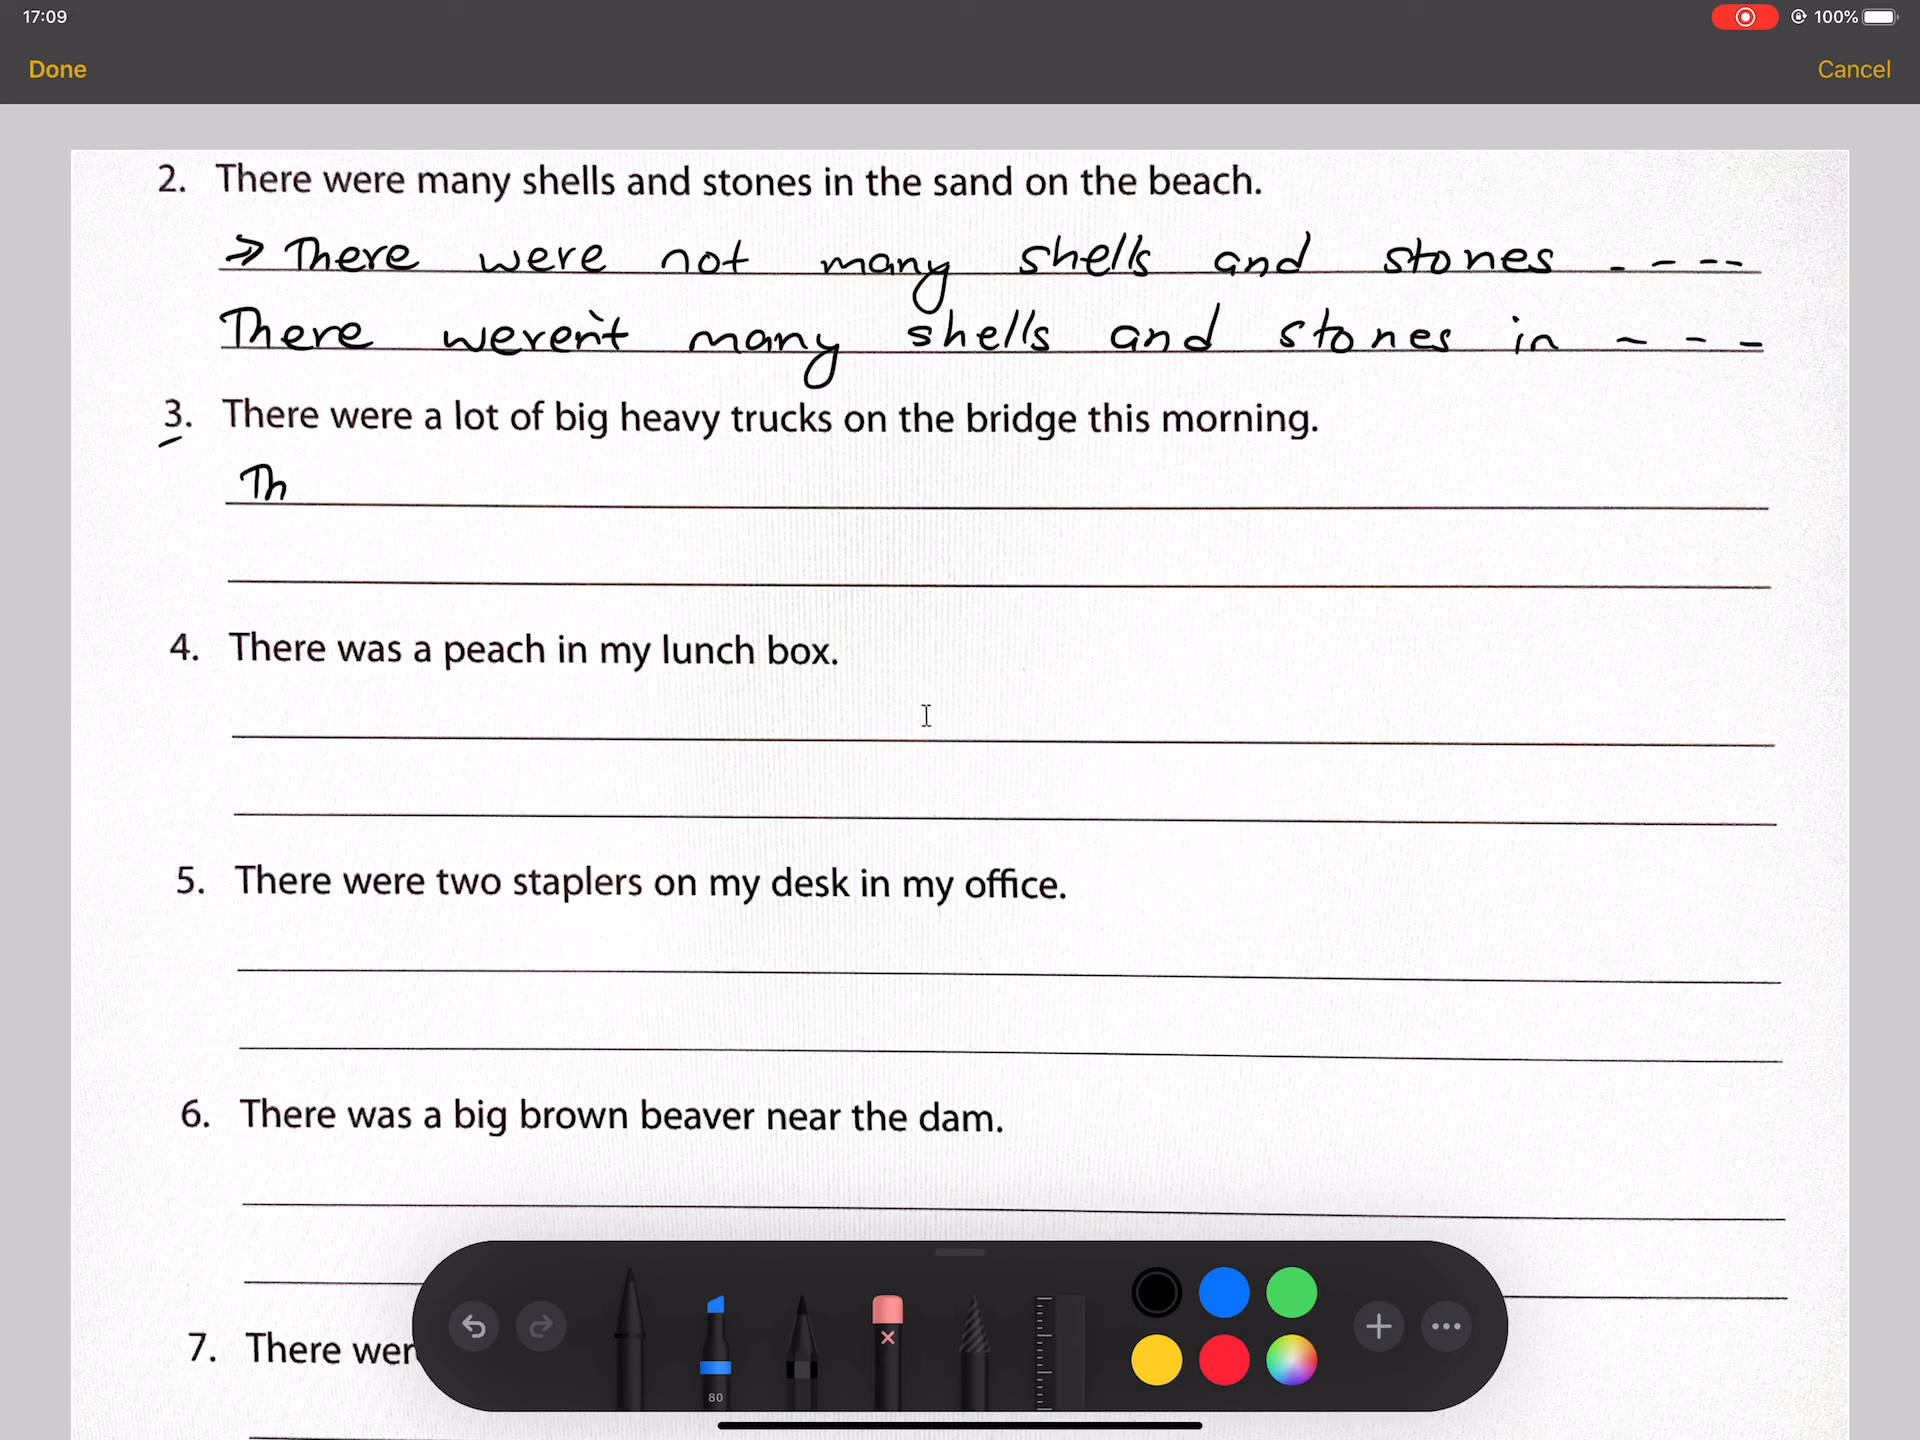 17:09
100%
Done
Cancel
2. There were many shells and stones in the sand on the beach.
There were not many shells and stones - - - -
There weren't many shells and stones in - - -
3. There were a lot of big heavy trucks on the bridge this morning.
Th
4. There was a peach in my lunch box.
5. There were two staplers on my desk in my office.
6. There was a big brown beaver near the dam.
7. There wer
80